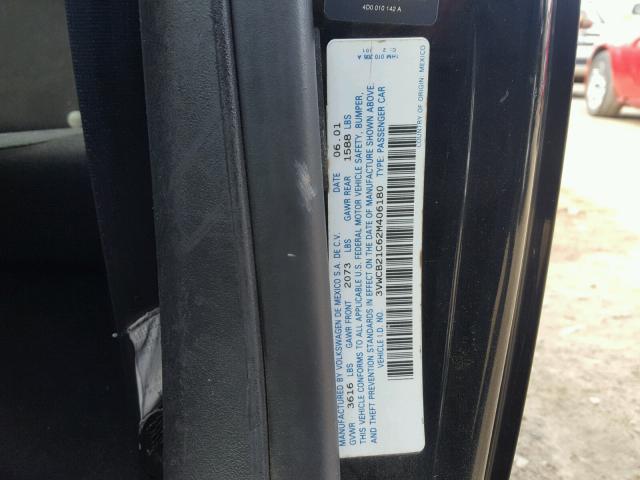 4D0 010 142 A
MANUFACTURED BY VOLKSWAGEN DE MEXICO S.A. DE C.V. DATE 06.01
GVWR 3616 LBS GAWR FRONT 2073 LBS GAWR REAR 1588 LBS
THIS VEHICLE CONFORMS TO ALL APPLICABLE U.S. FEDERAL MOTOR VEHICLE SAFETY, BUMPER,
AND THEFT PREVENTION STANDARDS IN EFFECT ON THE DATE OF MANUFACTURE SHOWN ABOVE.
VEHICLE I.D. NO. 3VWCB21C62M406180 TYPE: PASSENGER CAR
COUNTRY OF ORIGIN: MEXICO
1HM 010 205 A